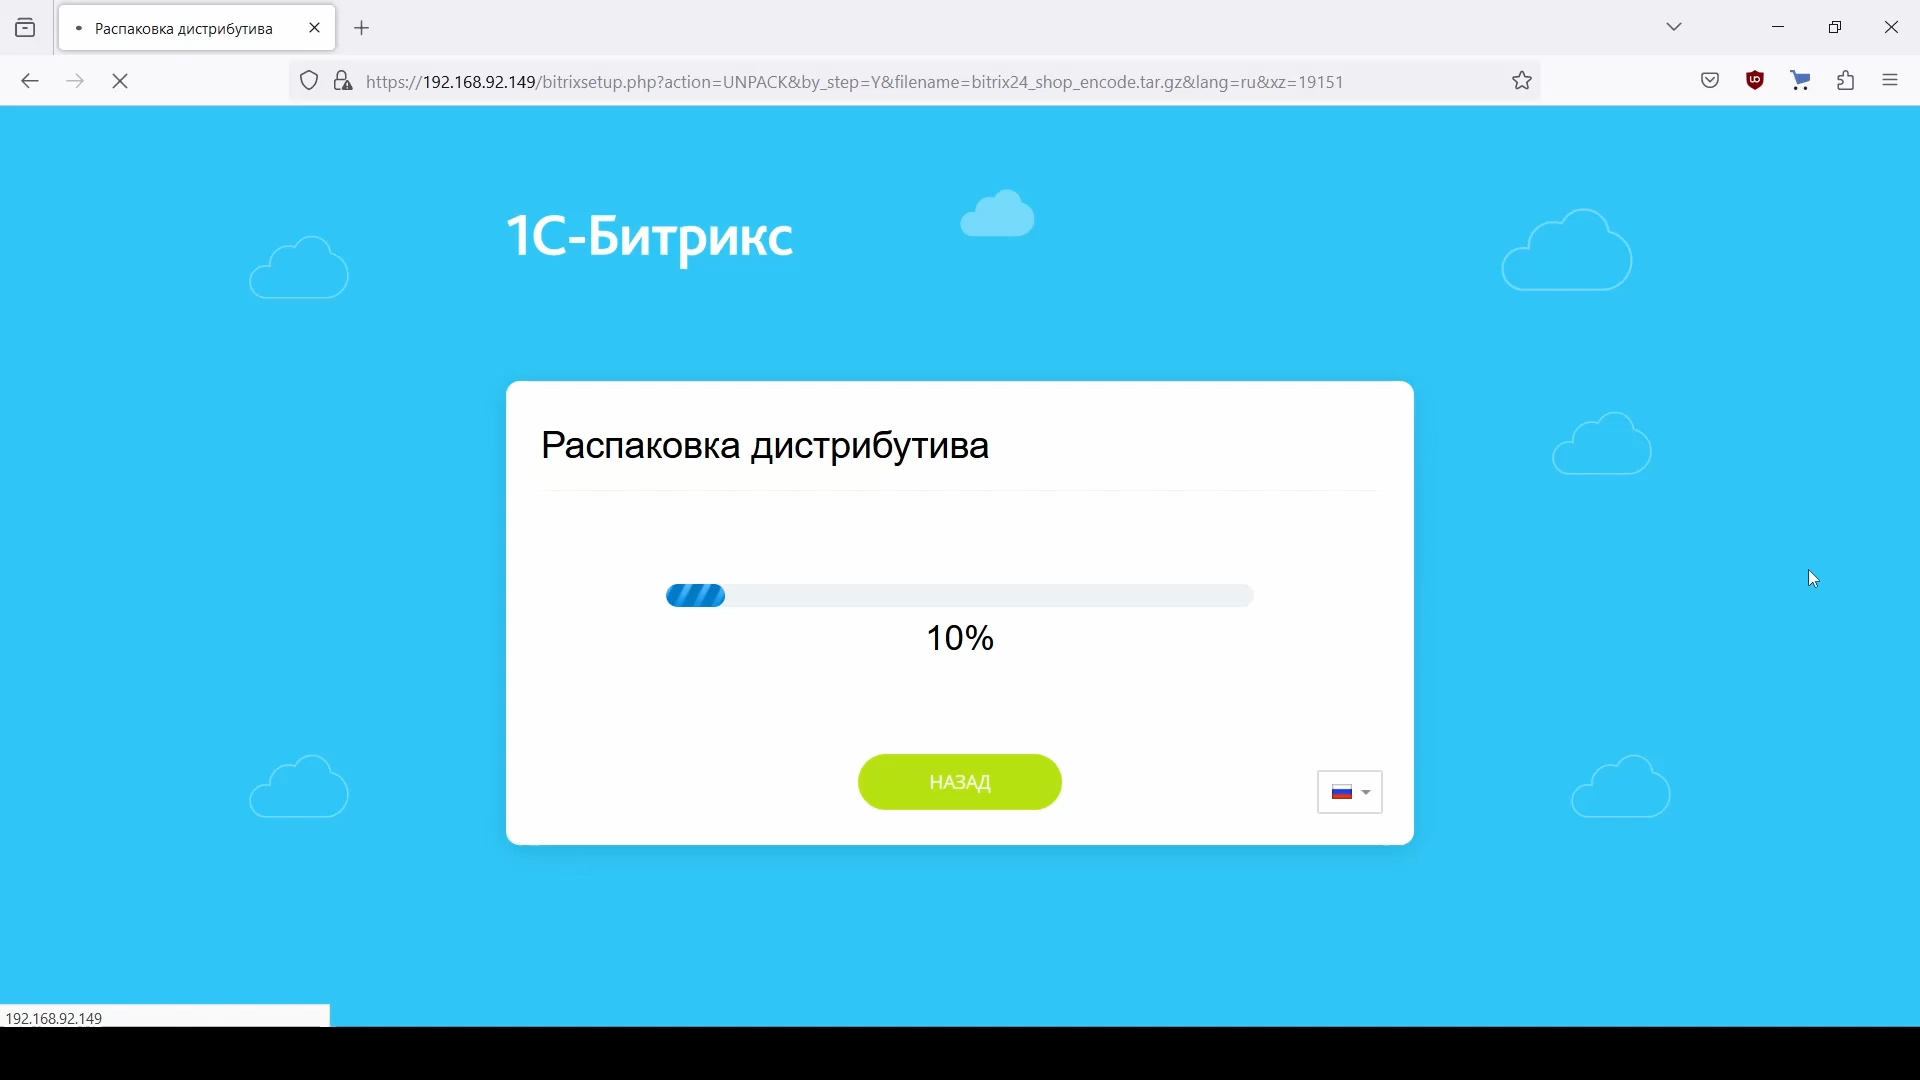 Распаковка дистрибутива
https://192.168.92.149/bitrixsetup.php?action=UNPACK&by_step=Y&filename=bitrix24_shop_encode.tar.gz&lang=ru&xz=19151
1С-Битрикс
Распаковка дистрибутива
10%
НАЗАД
192.168.92.149